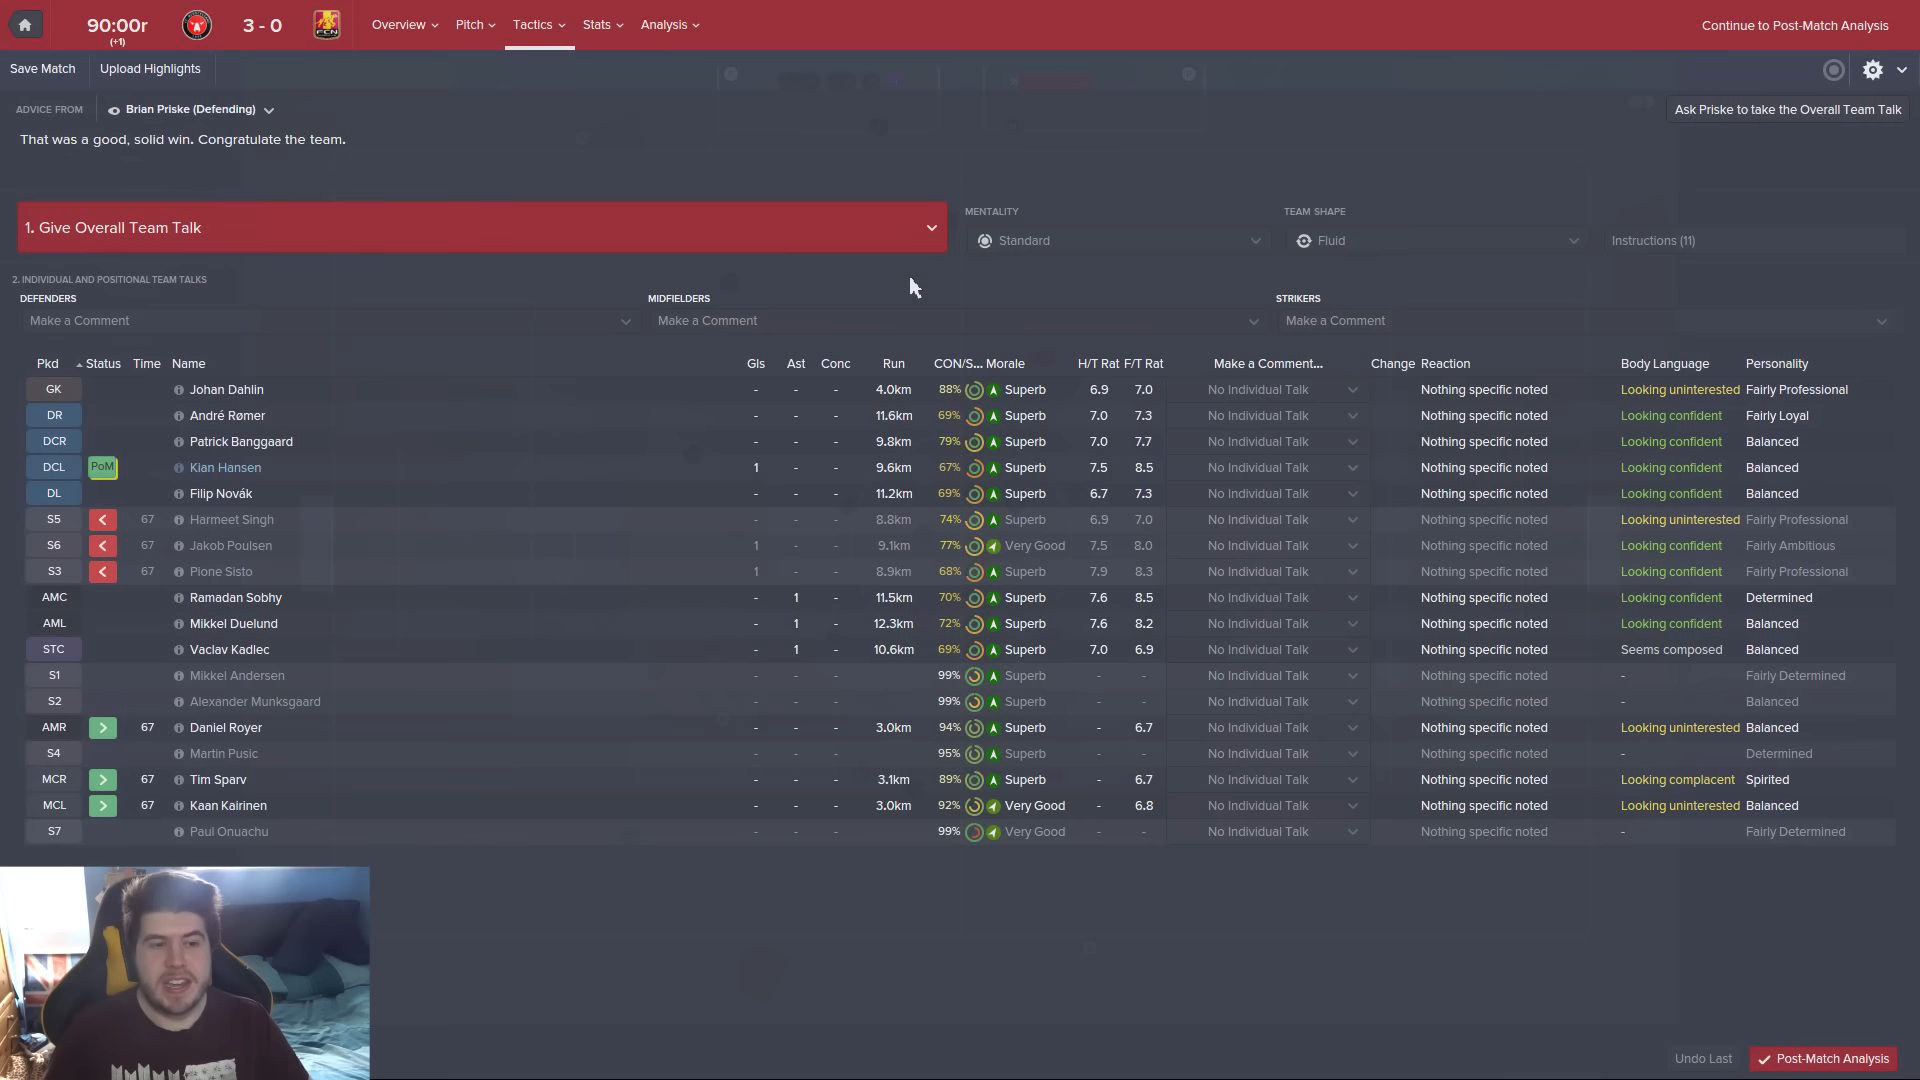 90:00r
(+1)
3 - 0
FCN
Overview
Pitch
Tactics
Stats
Analysis
Continue to Post-Match Analysis
Save Match
Upload Highlights
ADVICE FROM
Brian Priske (Defending)
Ask Priske to take the Overall Team Talk
That was a good, solid win. Congratulate the team.
1. Give Overall Team Talk
MENTALITY
TEAM SHAPE
Standard
Fluid
Instructions (11)
2. INDIVIDUAL AND POSITIONAL TEAM TALKS
DEFENDERS
MIDFIELDERS
STRIKERS
Make a Comment
Make a Comment
Make a Comment
Pkd Status Time Name Gls Ast Conc Run CON/S... Morale H/T Rat F/T Rat Make a Comment... Change Reaction Body Language Personality
GK Johan Dahlin - - - 4.0km 88% Superb 6.9 7.0 No Individual Talk Nothing specific noted Looking uninterested Fairly Professional
DR André Rømer - - - 11.6km 69% Superb 7.0 7.3 No Individual Talk Nothing specific noted Looking confident Fairly Loyal
DCR Patrick Banggaard - - - 9.8km 79% Superb 7.0 7.7 No Individual Talk Nothing specific noted Looking confident Balanced
DCL PoM Kian Hansen 1 - - 9.6km 67% Superb 7.5 8.5 No Individual Talk Nothing specific noted Looking confident Balanced
DL Filip Novák - - - 11.2km 69% Superb 6.7 7.3 No Individual Talk Nothing specific noted Looking confident Balanced
S5 67 Harmeet Singh - - - 8.8km 74% Superb 6.9 7.0 No Individual Talk Nothing specific noted Looking uninterested Fairly Professional
S6 67 Jakob Poulsen 1 - - 9.1km 77% Very Good 7.5 8.0 No Individual Talk Nothing specific noted Looking confident Fairly Ambitious
S3 67 Pione Sisto 1 - - 8.9km 68% Superb 7.9 8.3 No Individual Talk Nothing specific noted Looking confident Fairly Professional
AMC Ramadan Sobhy - 1 - 11.5km 70% Superb 7.6 8.5 No Individual Talk Nothing specific noted Looking confident Determined
AML Mikkel Duelund - 1 - 12.3km 72% Superb 7.6 8.2 No Individual Talk Nothing specific noted Looking confident Balanced
STC Vaclav Kadlec - 1 - 10.6km 69% Superb 7.0 6.9 No Individual Talk Nothing specific noted Seems composed Balanced
S1 Mikkel Andersen - - - 99% Superb - - No Individual Talk Nothing specific noted - Fairly Determined
S2 Alexander Munksgaard - - - 99% Superb - - No Individual Talk Nothing specific noted - Balanced
AMR 67 Daniel Royer - - - 3.0km 94% Superb - 6.7 No Individual Talk Nothing specific noted Looking uninterested Balanced
S4 Martin Pusic - - - 95% Superb - - No Individual Talk Nothing specific noted - Determined
MCR 67 Tim Sparv - - - 3.1km 89% Superb - 6.7 No Individual Talk Nothing specific noted Looking complacent Spirited
MCL 67 Kaan Kairinen - - - 3.0km 92% Very Good - 6.8 No Individual Talk Nothing specific noted Looking uninterested Balanced
S7 Paul Onuachu - - - 99% Very Good - - No Individual Talk Nothing specific noted - Fairly Determined
Undo Last
Post-Match Analysis